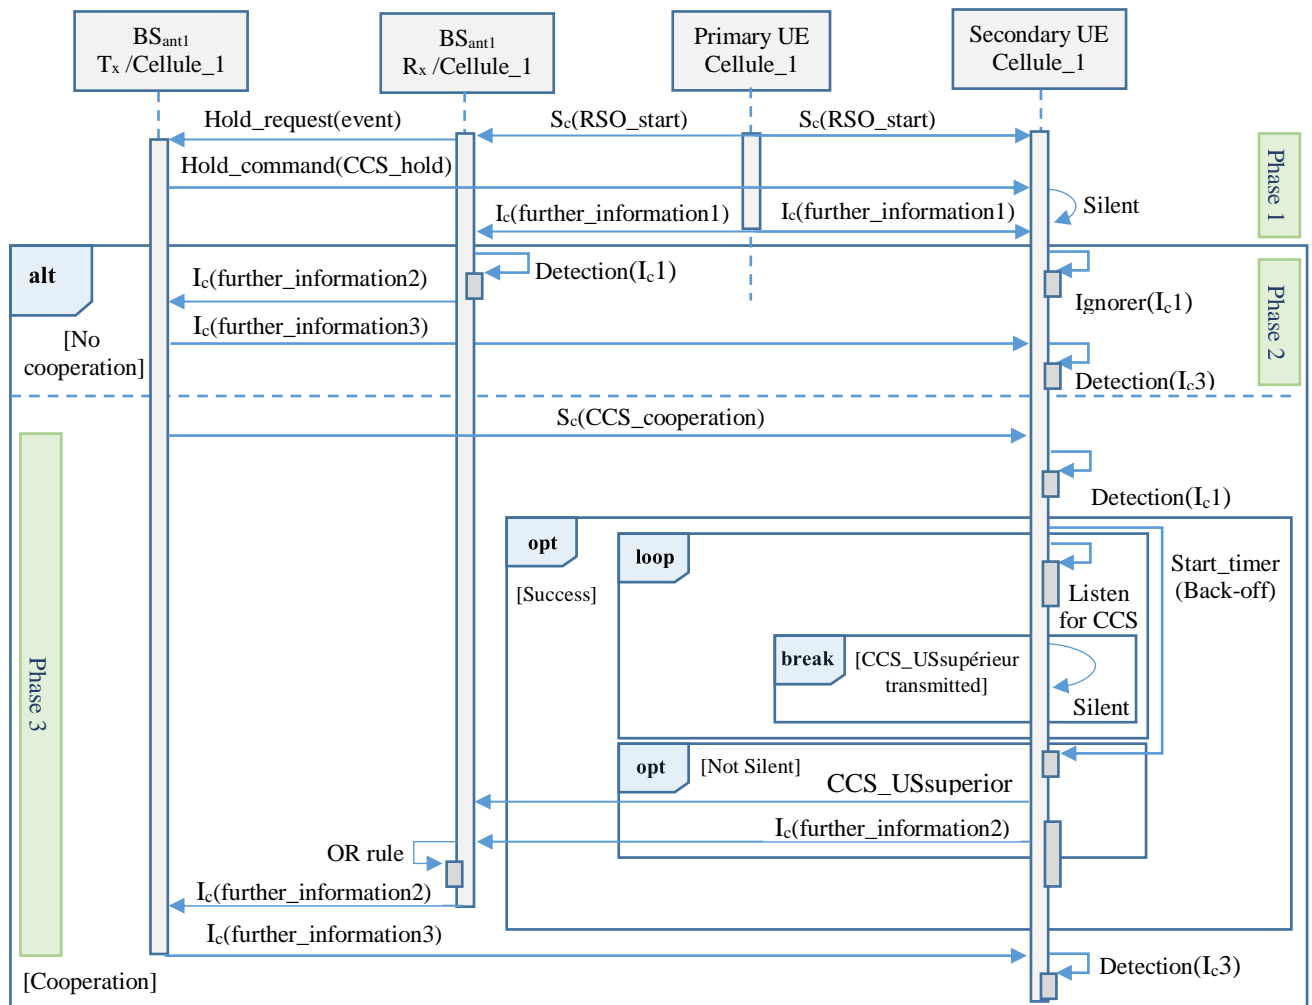 BSant1
Tx /Cellule_1
BSant1
Rx /Cellule_1
Primary UE
Cellule_1
Secondary UE
Cellule_1
Hold_request(event)
Sc(RSO_start)
Sc(RSO_start)
Hold_command(CCS_hold)
Silent
Phase 1
Ic(further_information1)
Ic(further_information1)
alt
Detection(Ic1)
Ic(further_information2)
Ignorer(Ic1)
Phase 2
Ic(further_information3)
[No
cooperation]
Detection(Ic3)
Sc(CCS_cooperation)
Detection(Ic1)
opt
[Success]
loop
Start_timer
(Back-off)
Listen
for CCS
break
[CCS_USsupérieur
transmitted]
Silent
Phase 3
opt
[Not Silent]
CCS_USsuperior
Ic(further_information2)
OR rule
Ic(further_information2)
Ic(further_information3)
Detection(Ic3)
[Cooperation]